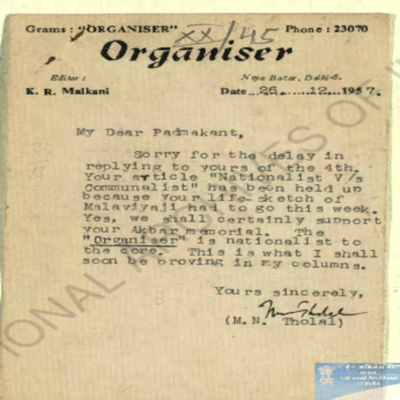 Grams: "ORGANISER" Phone: 23070
XX/45
Organiser
Editor: Naya Bazar, Delhi-6.
K. R. Malkani Date 26. 12. 1957.
My Dear Padmakant,
Sorry for the delay in
replying to yours of the 4th.
Your article "Nationalist V/s
Communalist" has been held up
because your life-sketch of
Malaviyaji had to go this week.
Yes, we shall certainly support
your Akbar memorial. The
"Organiser" is nationalist to
the core. This is what I shall
soon be proving in my columns.
Yours sincerely,
(M. N. Tholal)